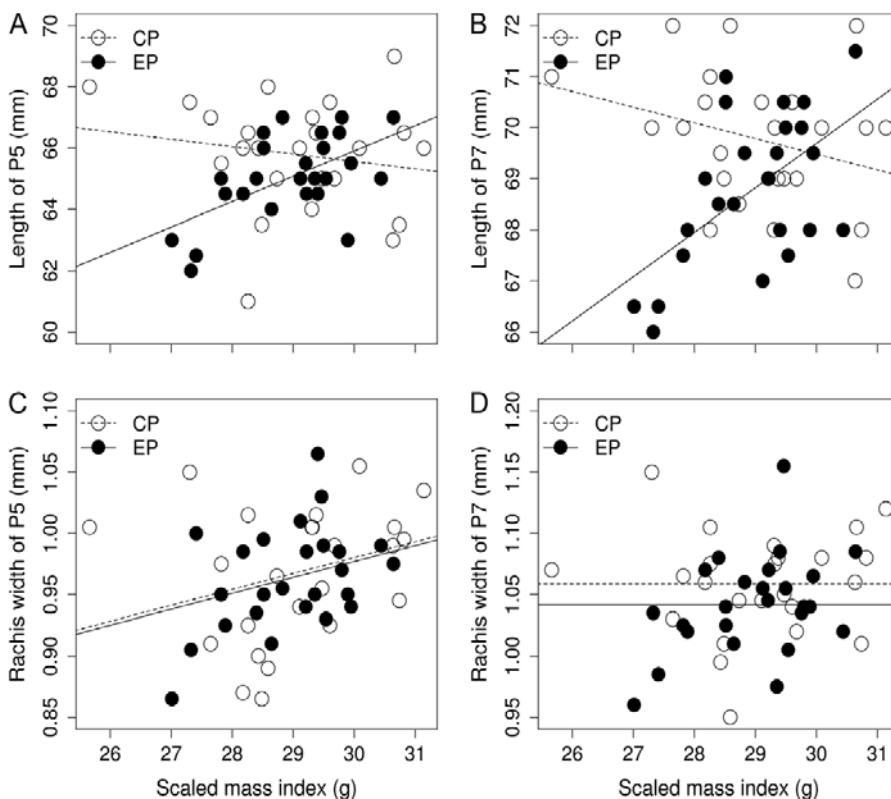 A
CP
EP
Length of P5 (mm)
70
68
66
64
62
60
B
CP
EP
Length of P7 (mm)
72
71
70
69
68
67
66
C
CP
EP
Rachis width of P5 (mm)
1.10
1.05
1.00
0.95
0.90
0.85
26 27 28 29 30 31
Scaled mass index (g)
D
CP
EP
Rachis width of P7 (mm)
1.20
1.15
1.10
1.05
1.00
0.95
26 27 28 29 30 31
Scaled mass index (g)